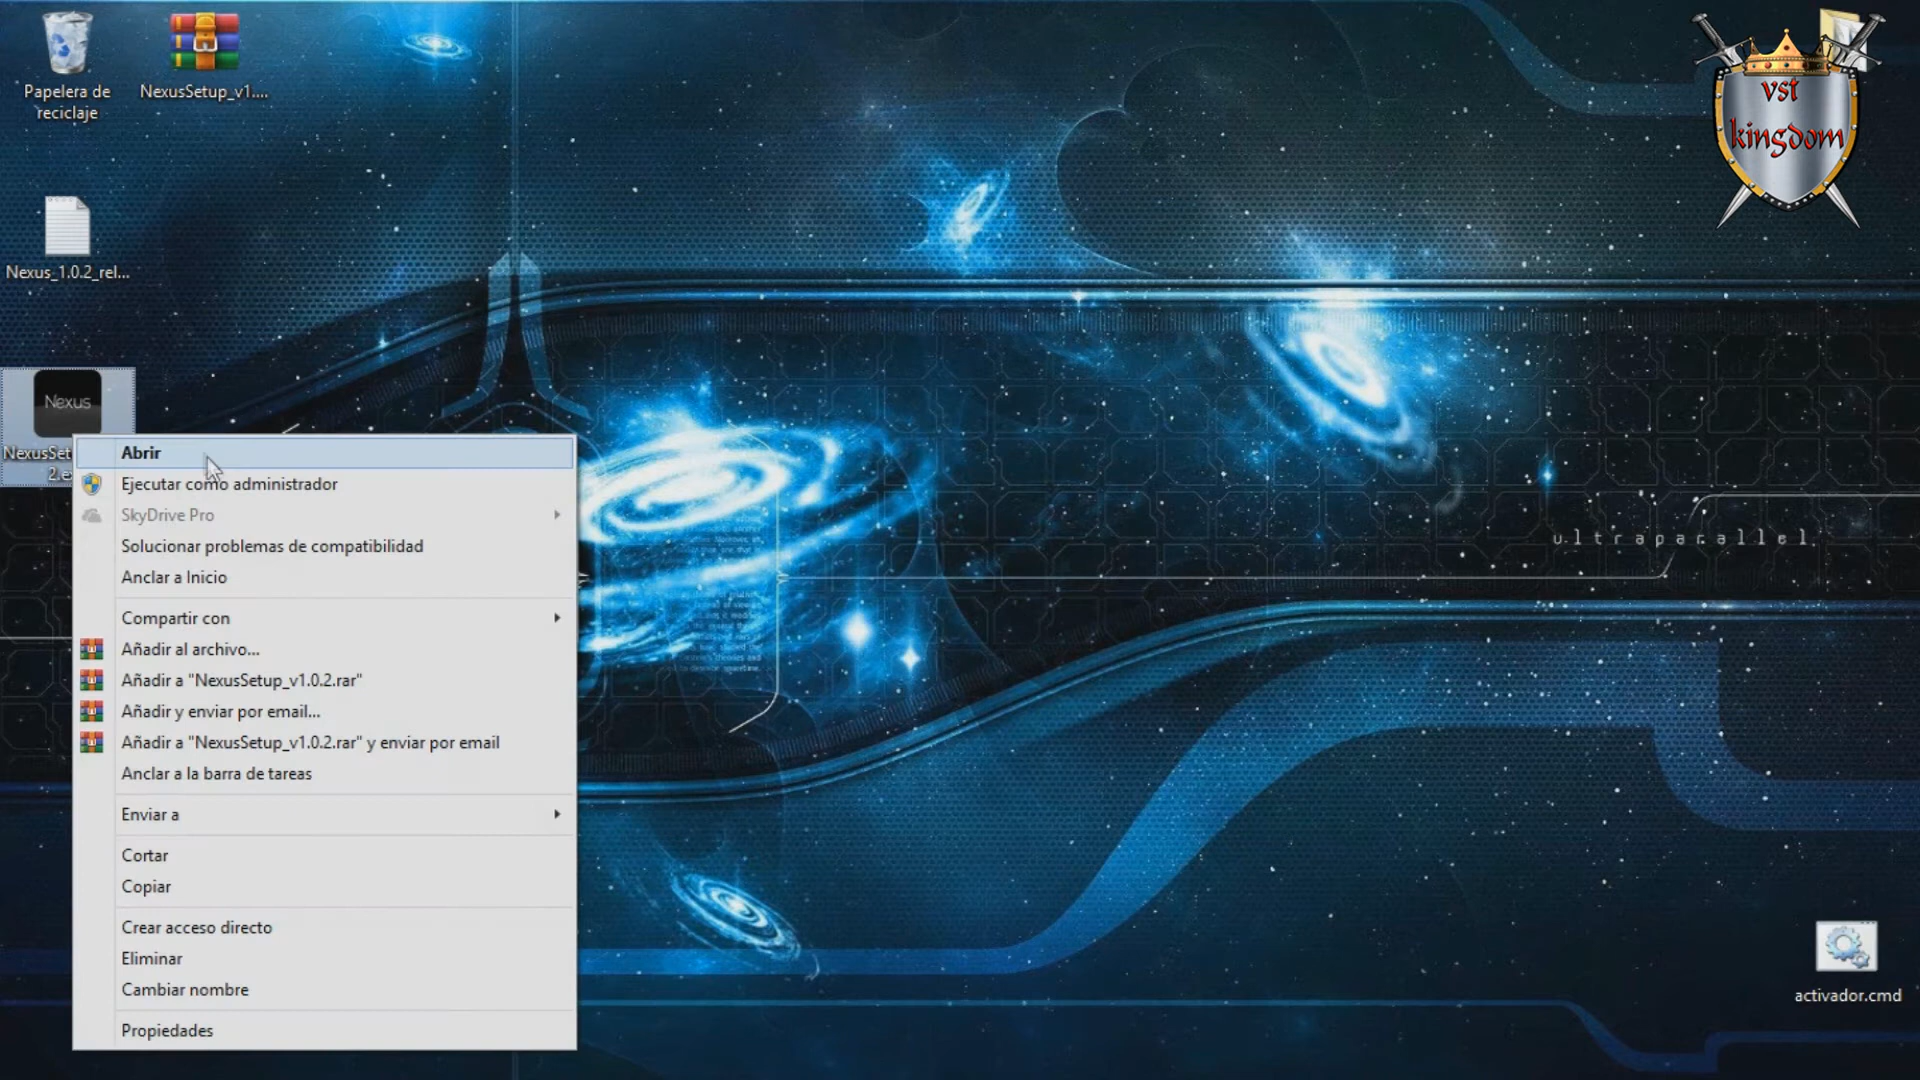 Papelera de
reciclaje
NexusSetup_v1....
vst
kingdom
Nexus_1.0.2_rel...
Nexus
NexusSet
2.e
Abrir
Ejecutar como administrador
SkyDrive Pro
Solucionar problemas de compatibilidad
Anclar a Inicio
Compartir con
Añadir al archivo...
Añadir a "NexusSetup_v1.0.2.rar"
Añadir y enviar por email...
Añadir a "NexusSetup_v1.0.2.rar" y enviar por email
Anclar a la barra de tareas
Enviar a
Cortar
Copiar
Crear acceso directo
Eliminar
Cambiar nombre
Propiedades
ultraparallel
activador.cmd